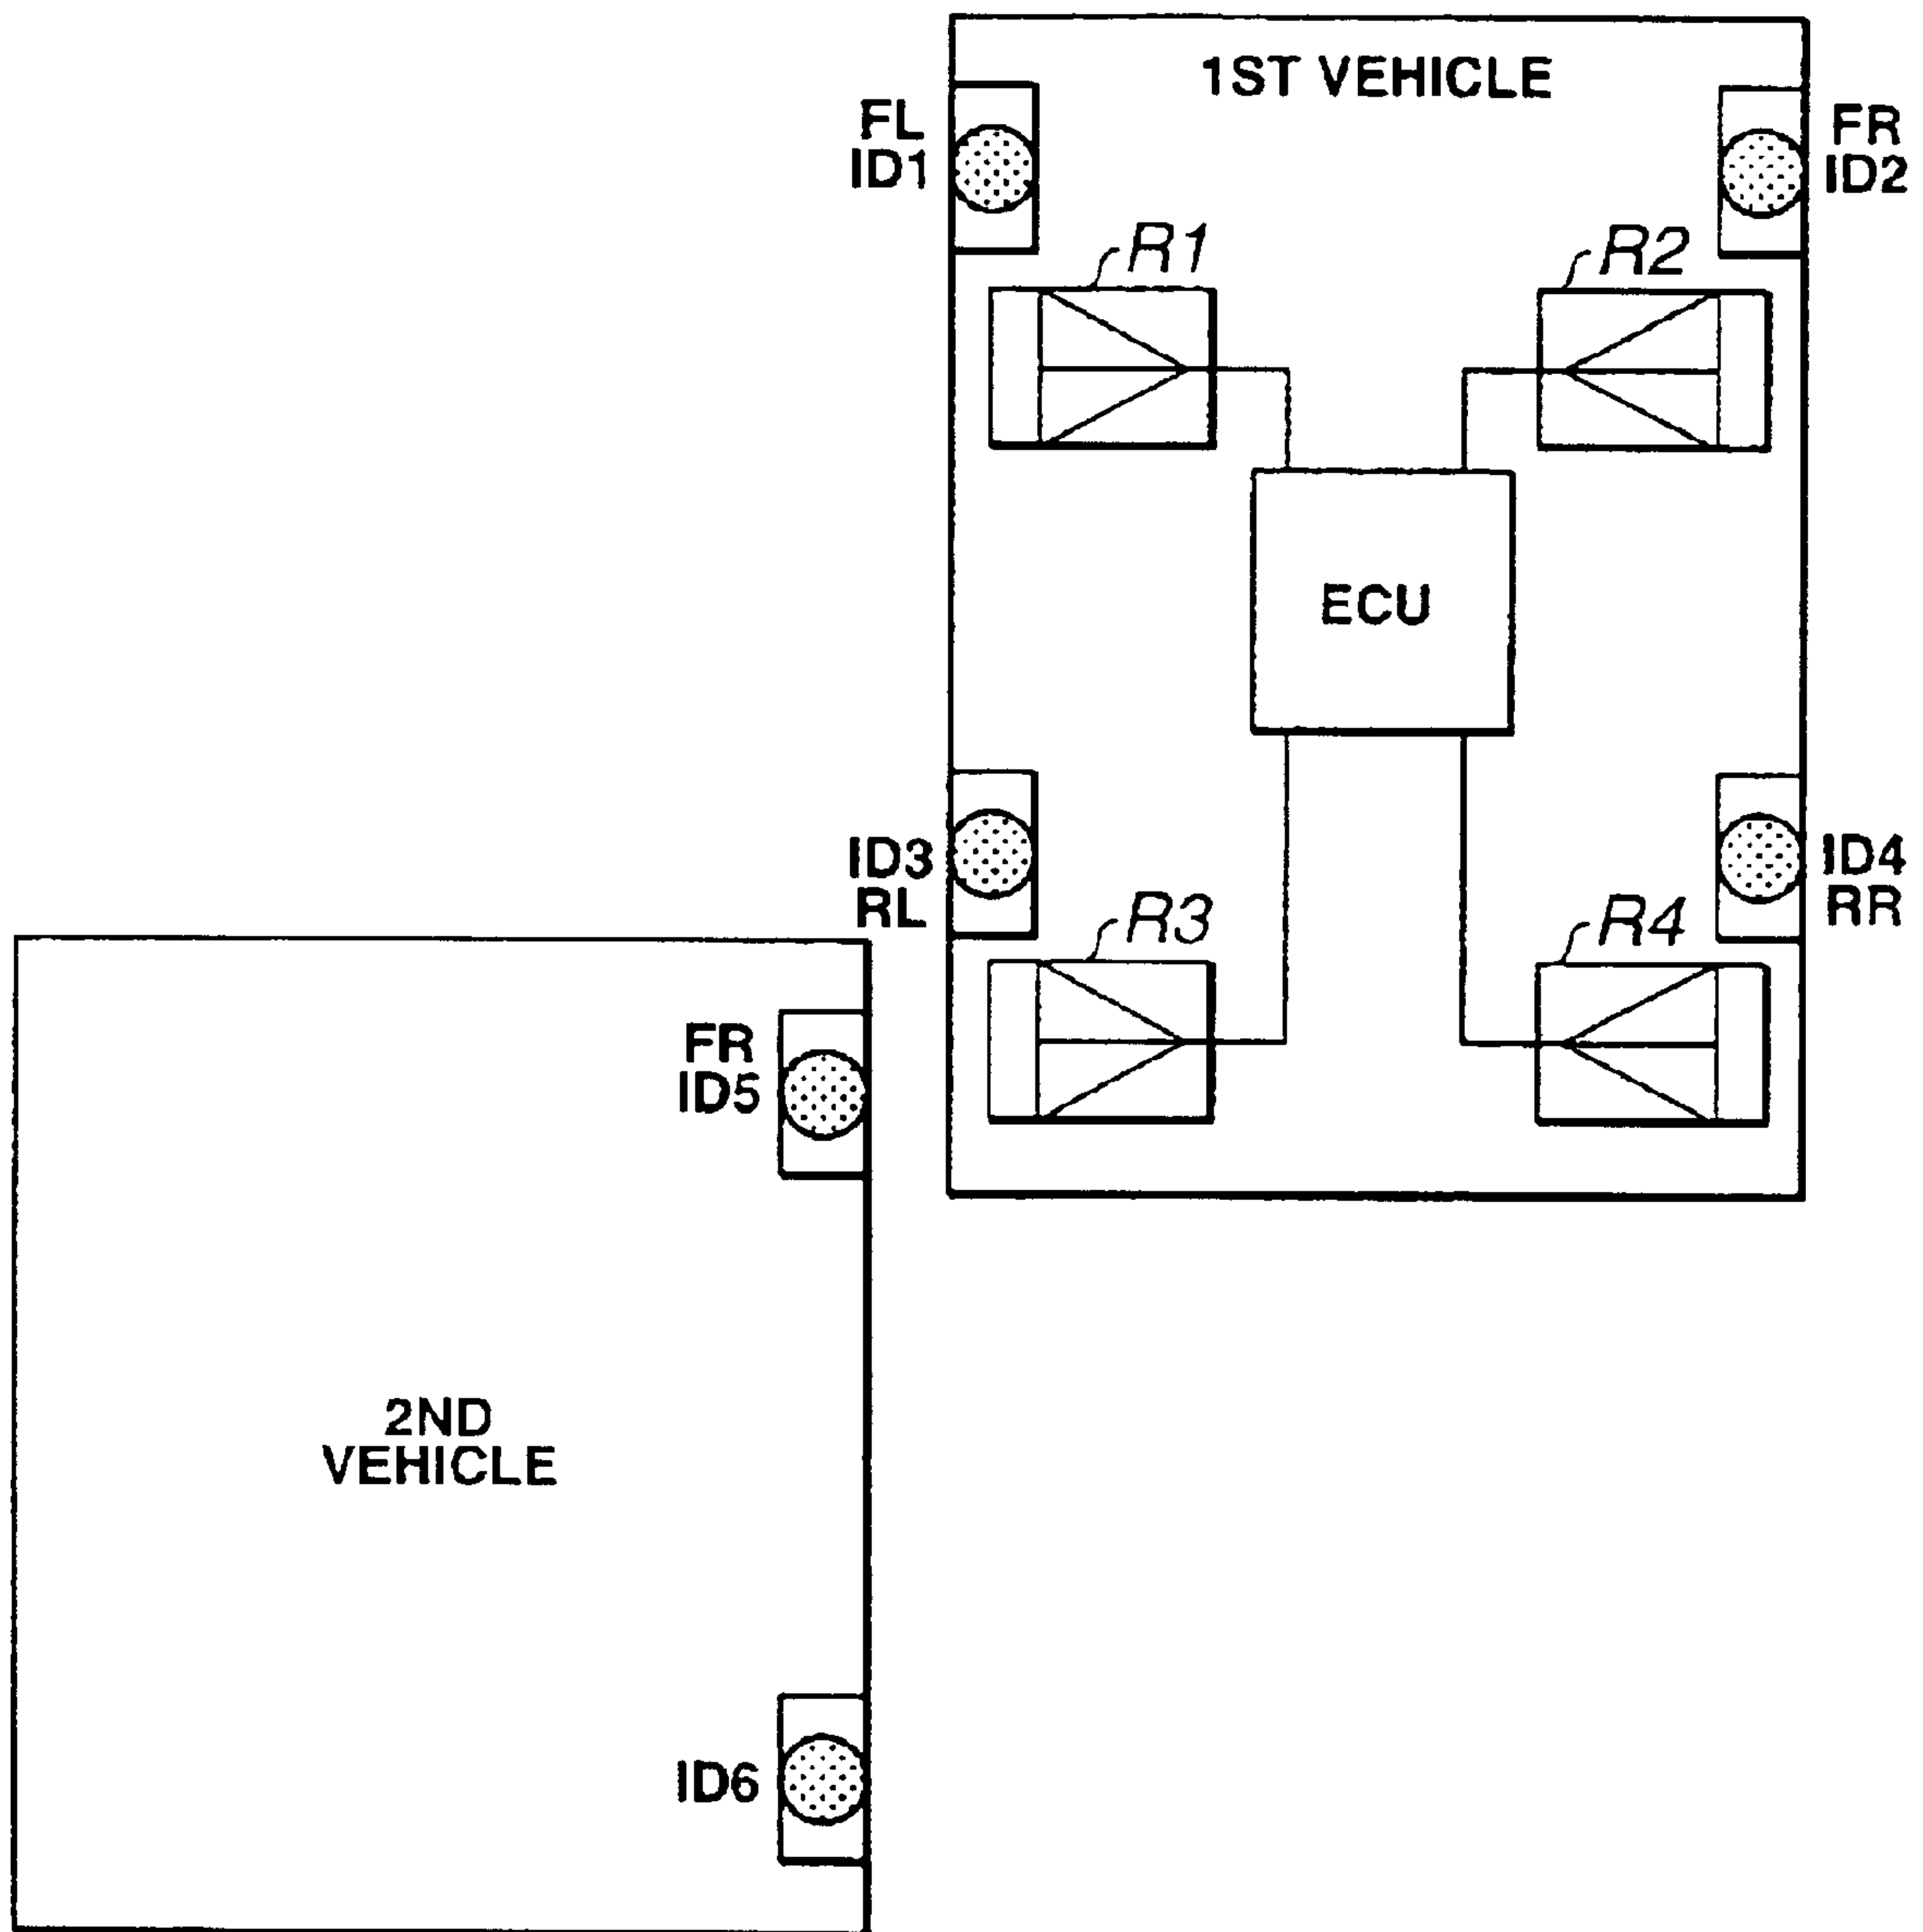 1ST VEHICLE
FL
ID1
FR
ID2
R1
R2
ECU
ID3
RL
ID4
RR
R3
R4
FR
ID5
2ND
VEHICLE
ID6